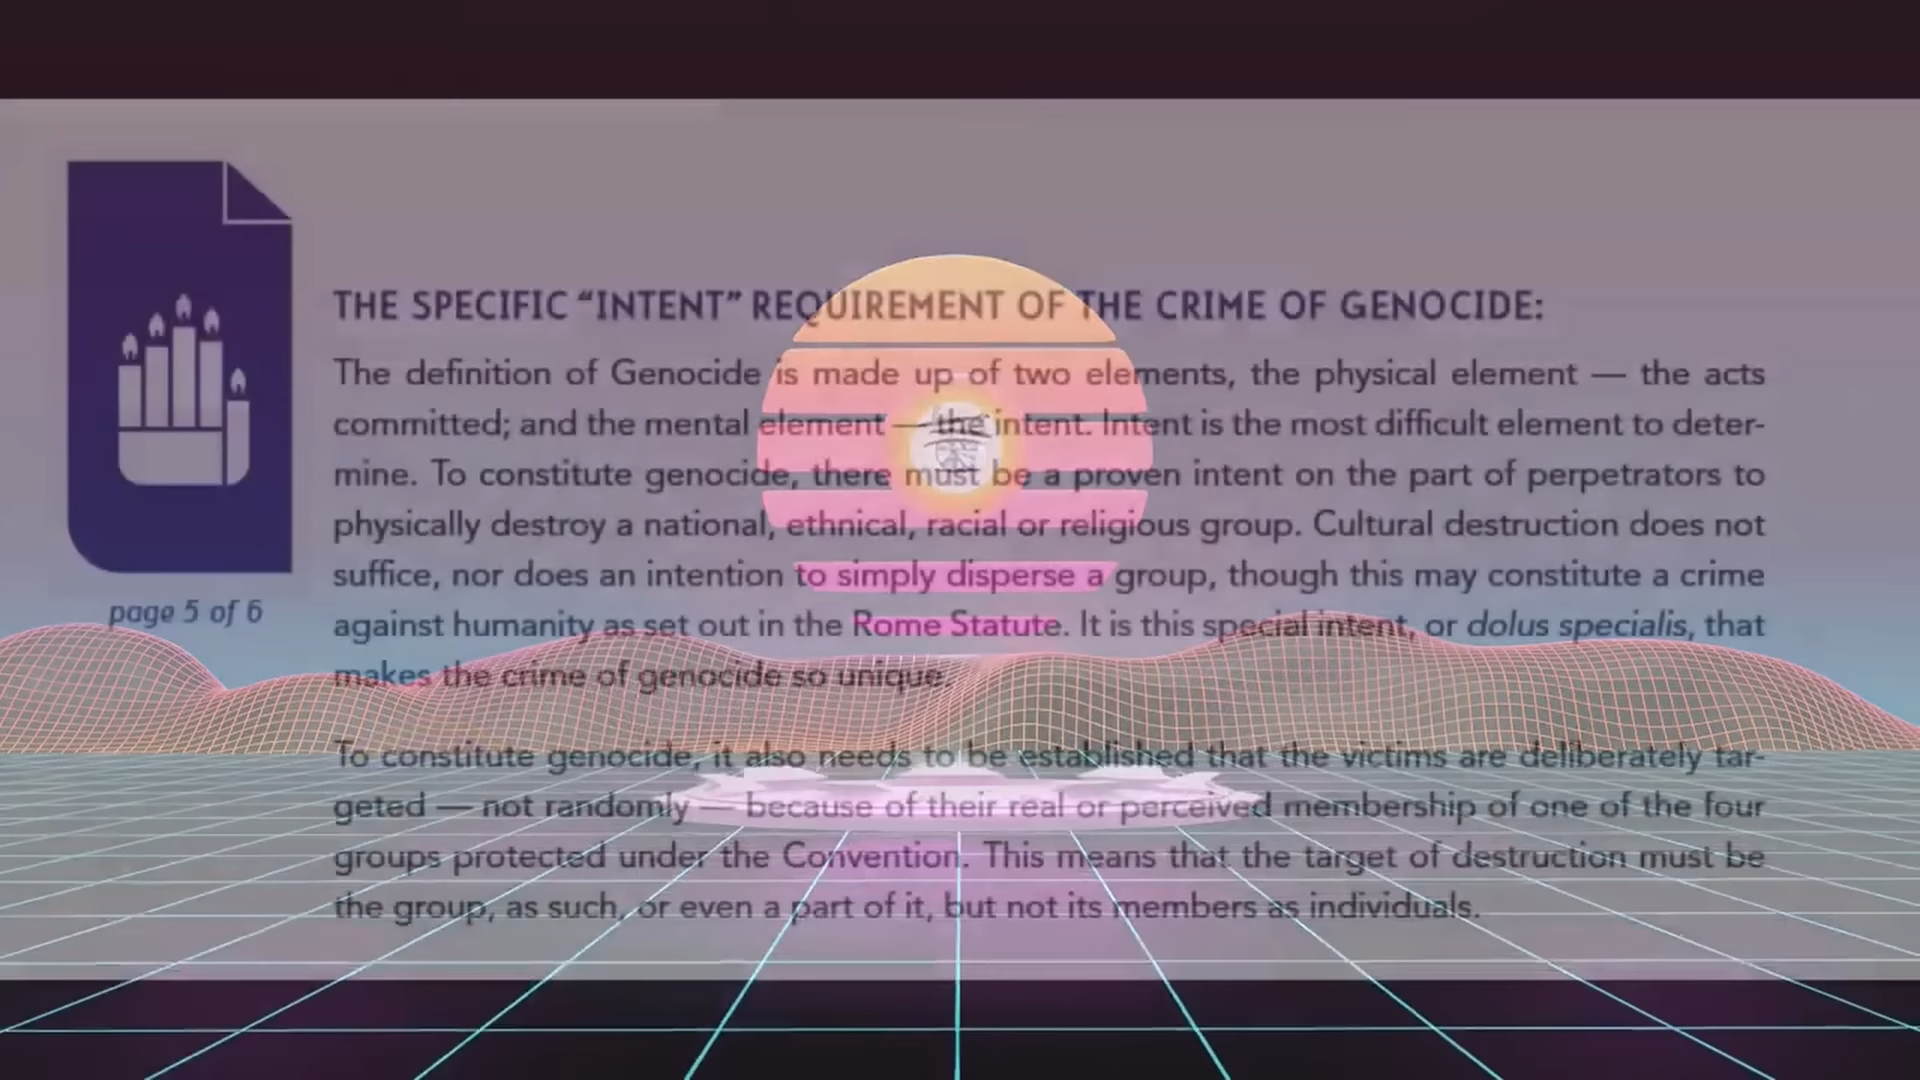 THE SPECIFIC “INTENT” REQUIREMENT OF THE CRIME OF GENOCIDE:
The definition of Genocide is made up of two elements, the physical element — the acts
committed; and the mental element — the intent. Intent is the most difficult element to deter-
mine. To constitute genocide, there must be a proven intent on the part of perpetrators to
physically destroy a national, ethnical, racial or religious group. Cultural destruction does not
suffice, nor does an intention to simply disperse a group, though this may constitute a crime
against humanity as set out in the Rome Statute. It is this special intent, or dolus specialis, that
makes the crime of genocide so unique.
To constitute genocide, it also needs to be established that the victims are deliberately tar-
geted — not randomly — because of their real or perceived membership of one of the four
groups protected under the Convention. This means that the target of destruction must be
the group, as such, or even a part of it, but not its members as individuals.
page 5 of 6